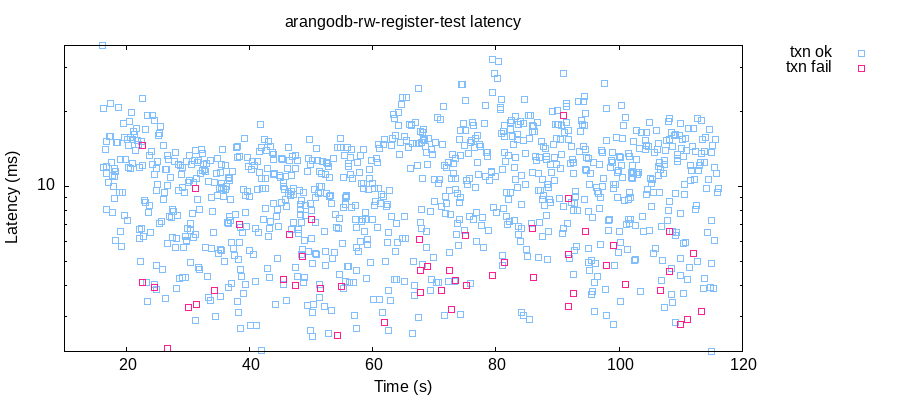 arangodb-rw-register-test latency
txn ok
txn fail
Latency (ms)
10
20 40 60 80 100 120
Time (s)